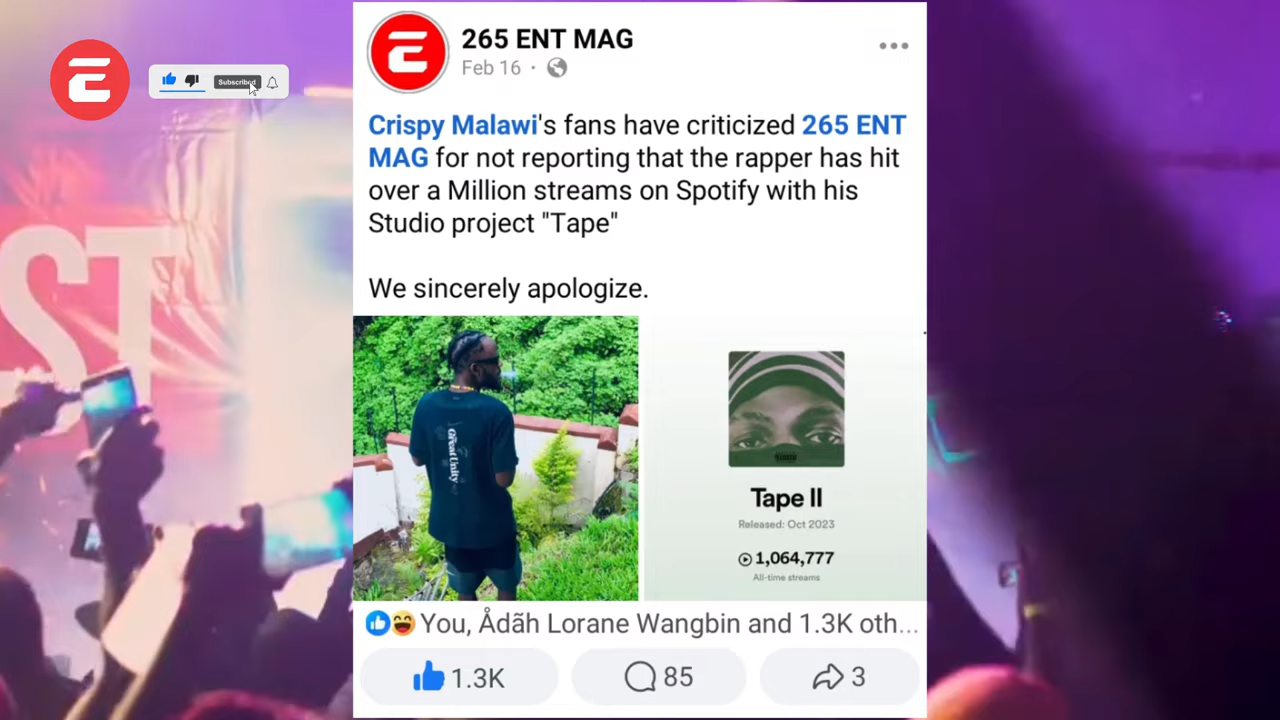 265 ENT MAG
Feb 16 ·
Subscribed
Crispy Malawi's fans have criticized 265 ENT
MAG for not reporting that the rapper has hit
over a Million streams on Spotify with his
Studio project "Tape"
We sincerely apologize.
ST
Great Unity
Tape II
Released: Oct 2023
1,064,777
All-time streams
You, Ådãh Lorane Wangbin and 1.3K oth...
1.3K
85
3